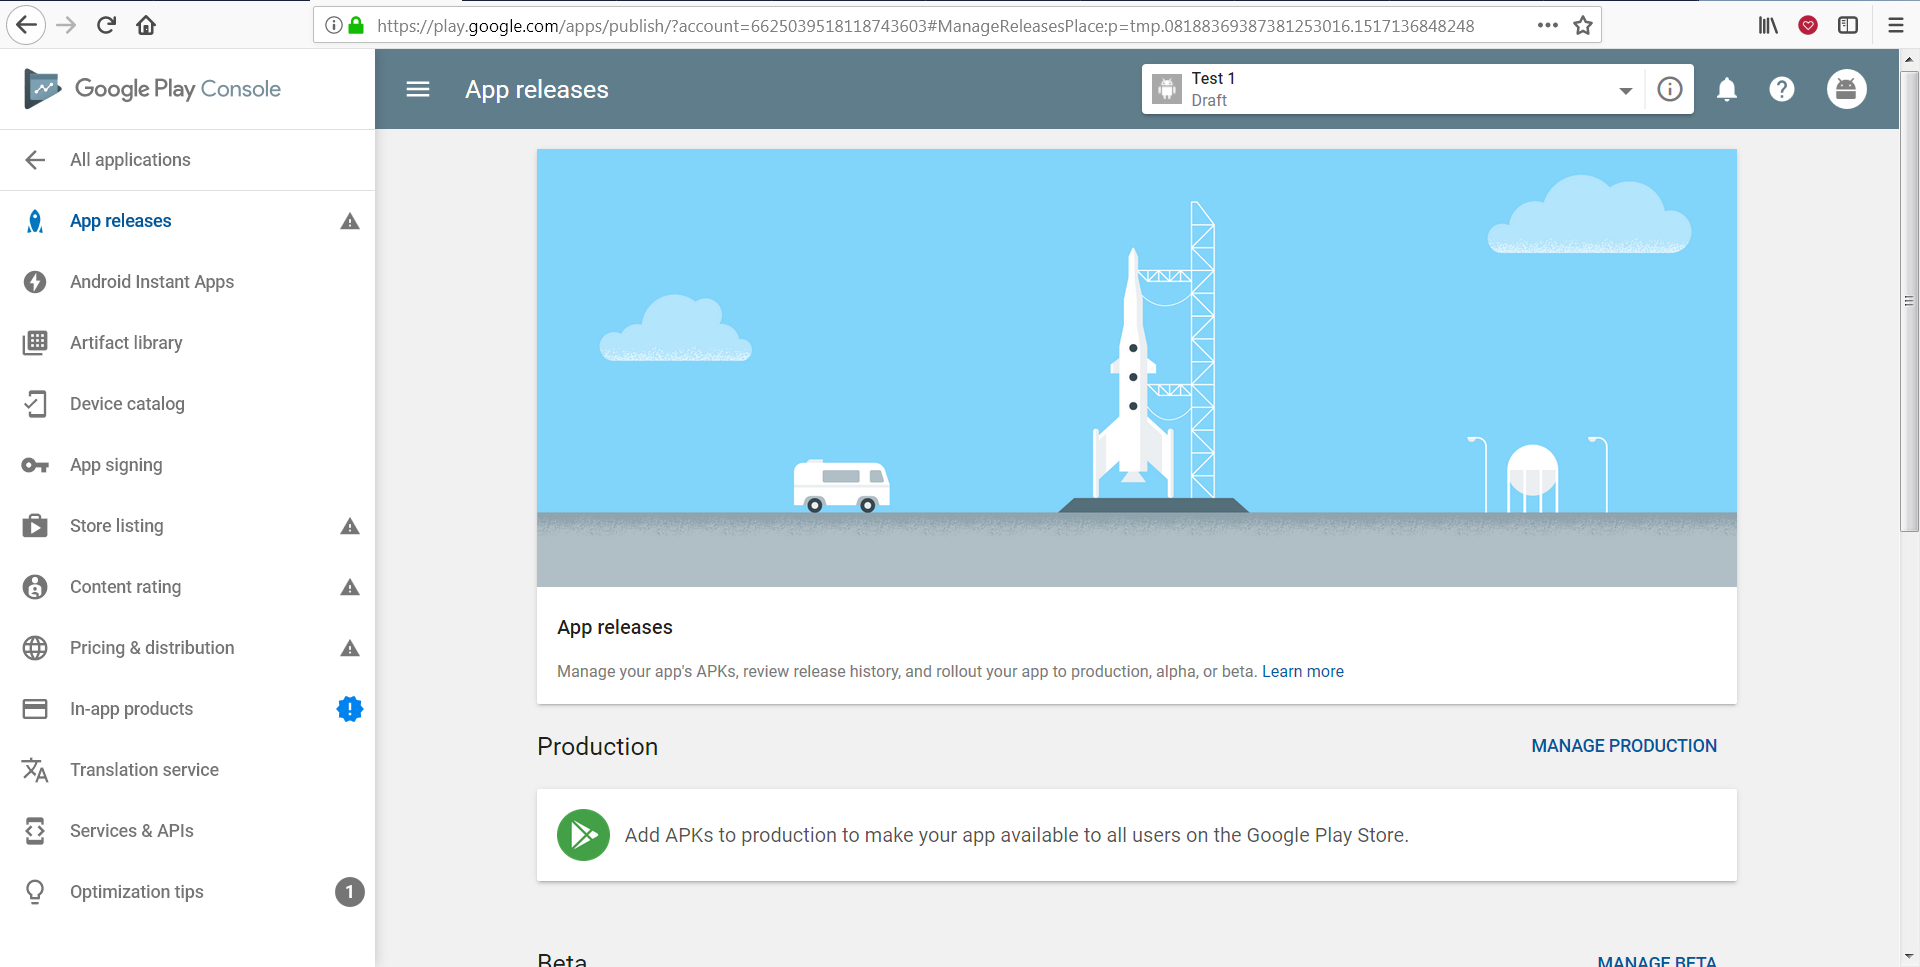 https://play.google.com/apps/publish/?account=6625039518118743603#ManageReleasesPlace:p=tmp.08188369387381253016.1517136848248
Google Play Console
App releases
Test 1
Draft
All applications
App releases
Android Instant Apps
Artifact library
Device catalog
App signing
Store listing
Content rating
Pricing & distribution
In-app products
Translation service
Services & APIs
Optimization tips
1
App releases
Manage your app's APKs, review release history, and rollout your app to production, alpha, or beta. Learn more
Production
MANAGE PRODUCTION
Add APKs to production to make your app available to all users on the Google Play Store.
Beta
MANAGE BETA